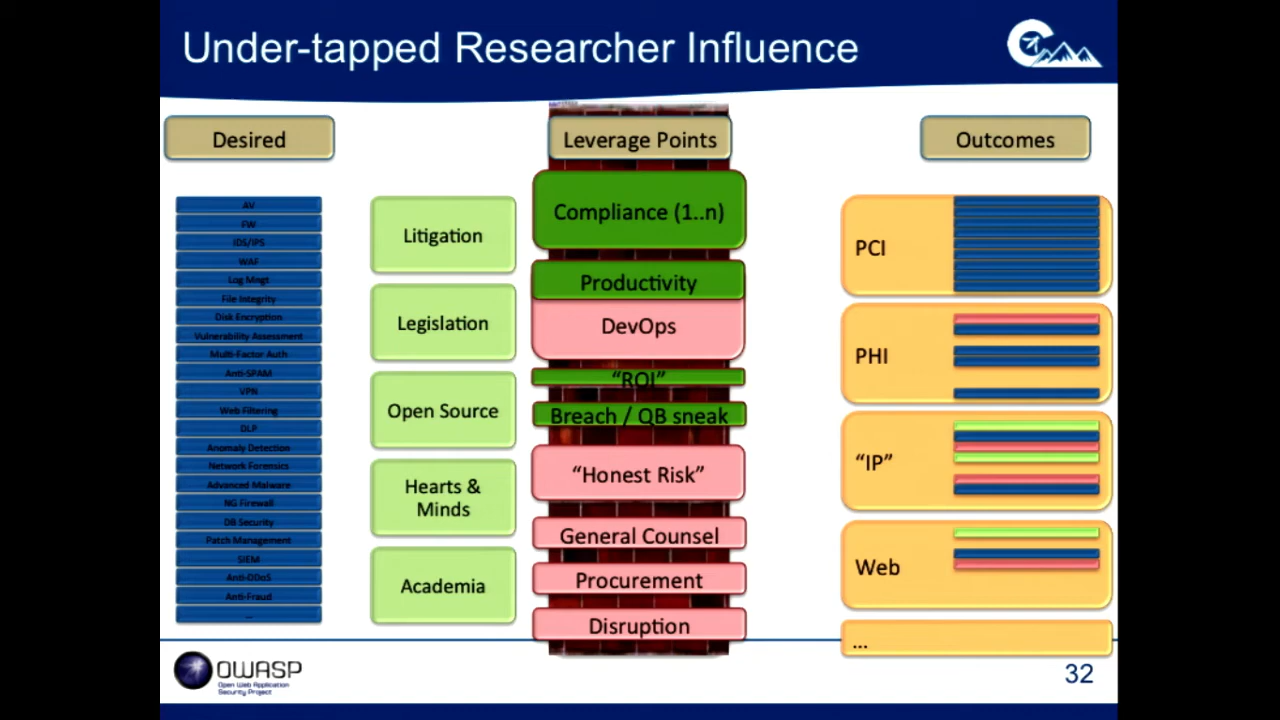 Under-tapped Researcher Influence
Desired
Leverage Points
Outcomes
AV
FW
IDS/IPS
WAF
Log Mngt
File Integrity
Disk Encryption
Vulnerability Assessment
Multi-Factor Auth
Anti-SPAM
VPN
Web Filtering
DLP
Anomaly Detection
Network Forensics
Advanced Malware
NG Firewall
DB Security
Patch Management
SIEM
Anti-DDoS
Anti-Fraud
...
Litigation
Legislation
Open Source
Hearts &
Minds
Academia
Compliance (1..n)
Productivity
DevOps
“ROI”
Breach / QB sneak
“Honest Risk”
General Counsel
Procurement
Disruption
PCI
PHI
“IP”
Web
...
OWASP
Open Web Application
Security Project
32